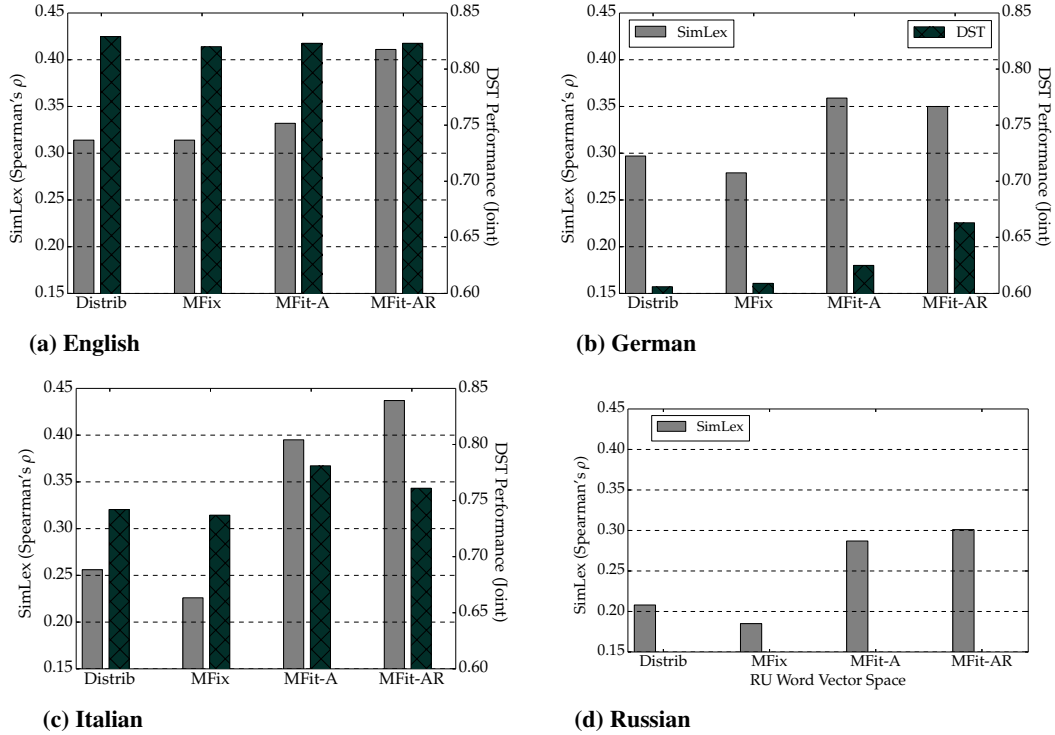 0.45
0.40
0.35
0.30
0.25
0.20
0.15
SimLex (Spearman's ρ)
0.85
0.80
0.75
0.70
0.65
0.60
DST Performance (Joint)
Distrib MFix MFit-A MFit-AR
(a) English
0.45
0.40
0.35
0.30
0.25
0.20
0.15
SimLex (Spearman's ρ)
SimLex
DST
0.85
0.80
0.75
0.70
0.65
0.60
DST Performance (Joint)
Distrib MFix MFit-A MFit-AR
(b) German
0.45
0.40
0.35
0.30
0.25
0.20
0.15
SimLex (Spearman's ρ)
0.85
0.80
0.75
0.70
0.65
0.60
DST Performance (Joint)
Distrib MFix MFit-A MFit-AR
(c) Italian
0.45
0.40
0.35
0.30
0.25
0.20
0.15
SimLex (Spearman's ρ)
SimLex
Distrib MFix MFit-A MFit-AR
RU Word Vector Space
(d) Russian